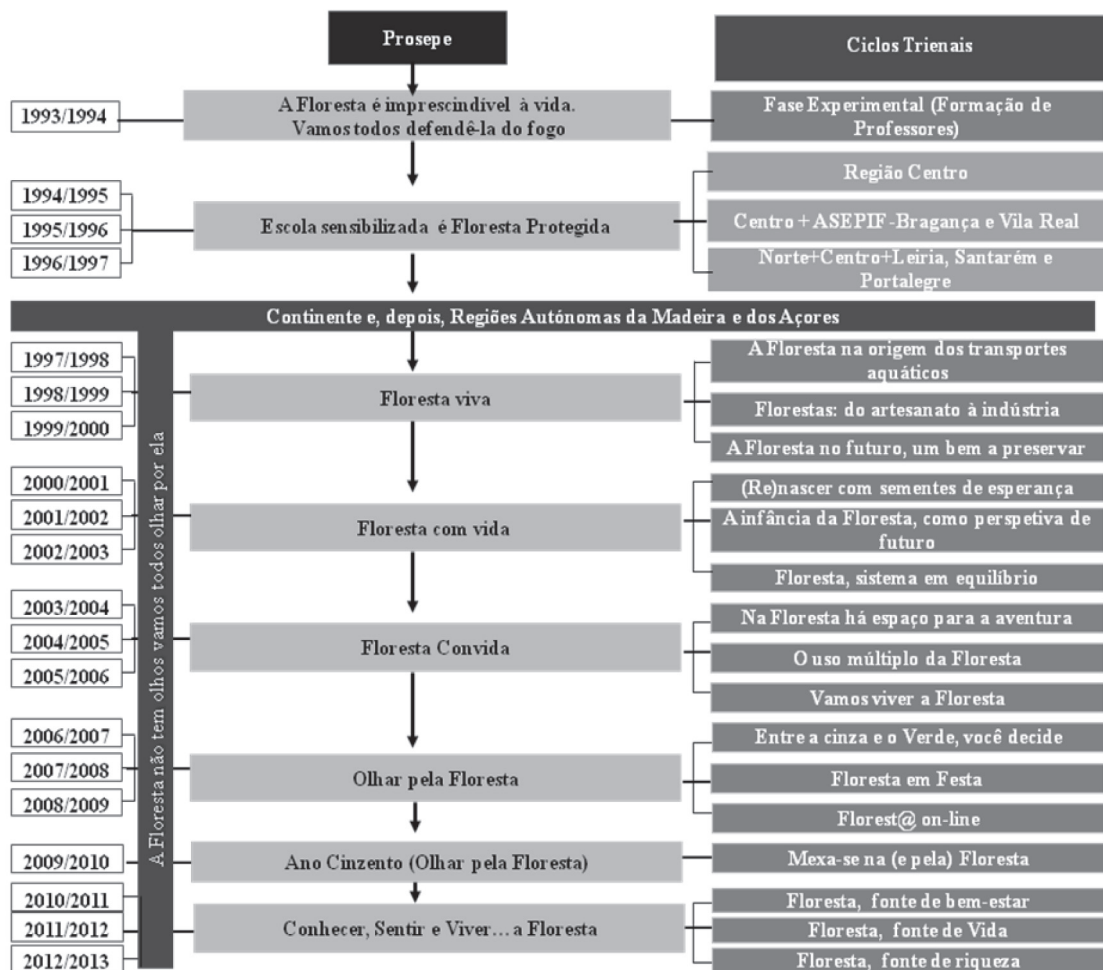 Prosepe
Ciclos Trienais
1993/1994
A Floresta é imprescindível à vida.
Vamos todos defendê-la do fogo
Fase Experimental (Formação de
Professores)
1994/1995
1995/1996
1996/1997
Escola sensibilizada é Floresta Protegida
Região Centro
Centro + ASEPIF-Bragança e Vila Real
Norte+Centro+Leiria, Santarém e
Portalegre
Continente e, depois, Regiões Autónomas da Madeira e dos Açores
A Floresta não tem olhos vamos todos olhar por ela
1997/1998
1998/1999
1999/2000
Floresta viva
A Floresta na origem dos transportes
aquáticos
Florestas: do artesanato à indústria
A Floresta no futuro, um bem a preservar
2000/2001
2001/2002
2002/2003
Floresta com vida
(Re)nascer com sementes de esperança
A infância da Floresta, como perspetiva de
futuro
Floresta, sistema em equilíbrio
2003/2004
2004/2005
2005/2006
Floresta Convida
Na Floresta há espaço para a aventura
O uso múltiplo da Floresta
Vamos viver a Floresta
2006/2007
2007/2008
2008/2009
Olhar pela Floresta
Entre a cinza e o Verde, você decide
Floresta em Festa
Florest@ on-line
2009/2010
Ano Cinzento (Olhar pela Floresta)
Mexa-se na (e pela) Floresta
2010/2011
2011/2012
2012/2013
Conhecer, Sentir e Viver... a Floresta
Floresta, fonte de bem-estar
Floresta, fonte de Vida
Floresta, fonte de riqueza